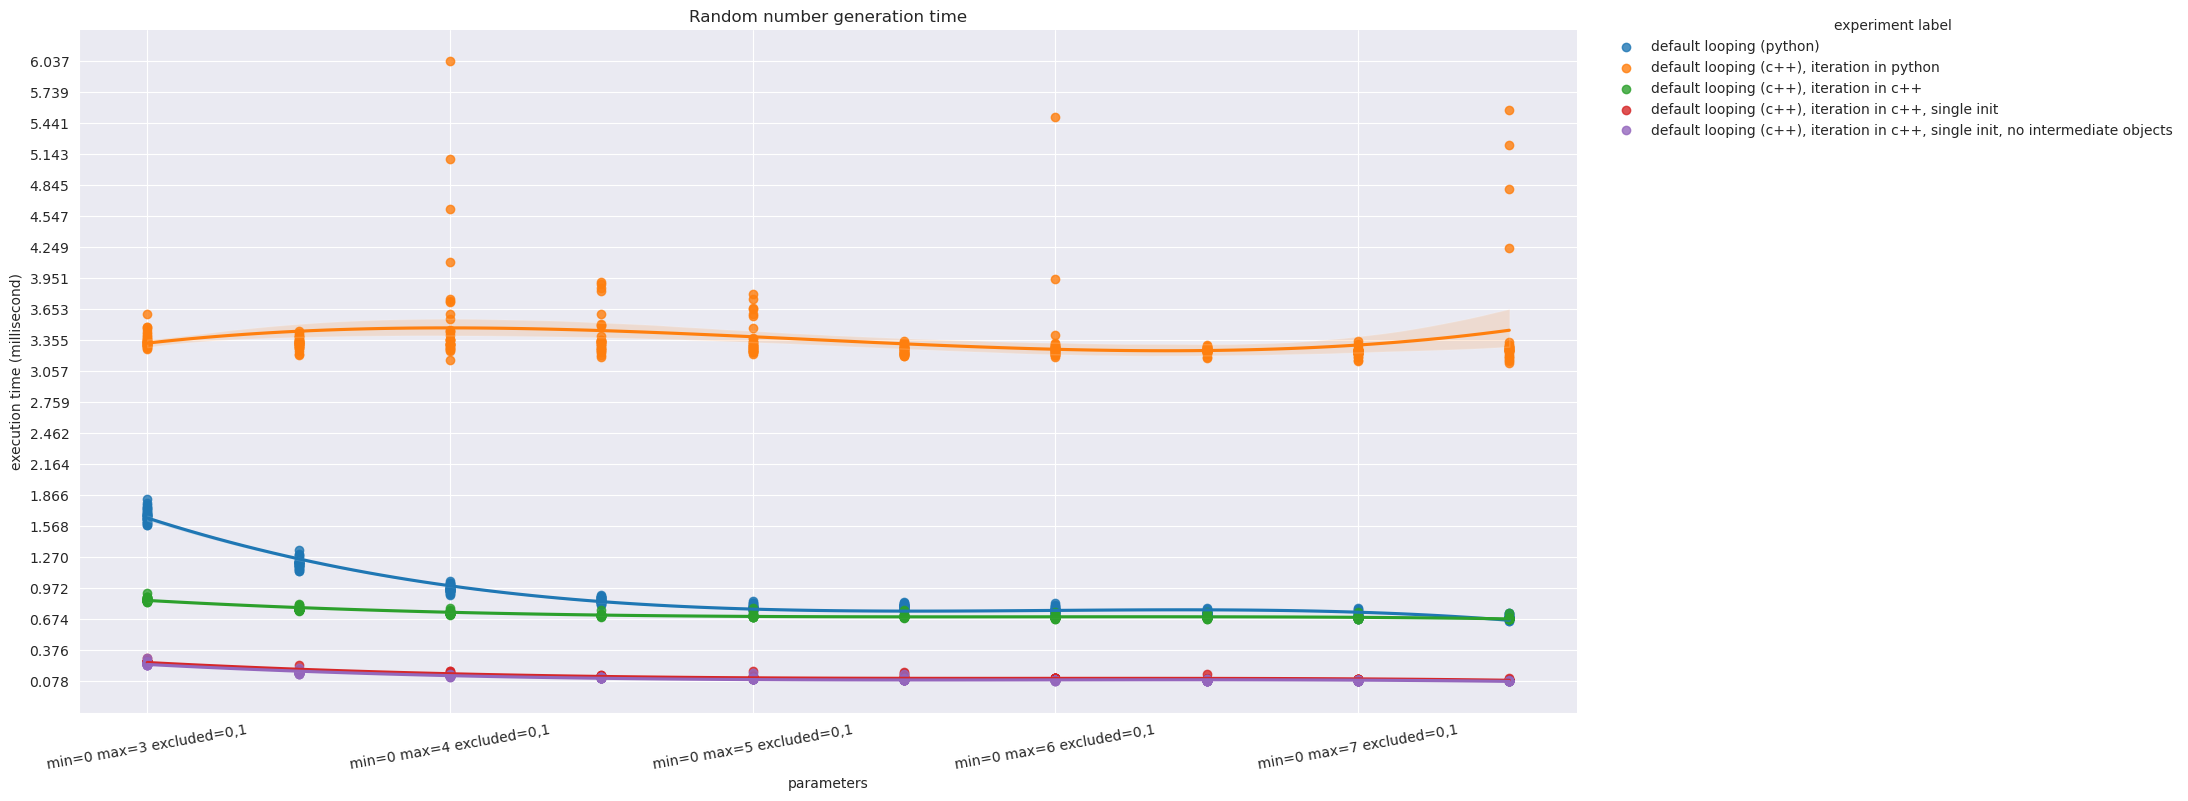 Random number generation time
experiment label
default looping (python)
default looping (c++), iteration in python
default looping (c++), iteration in c++
default looping (c++), iteration in c++, single init
default looping (c++), iteration in c++, single init, no intermediate objects
execution time (millisecond)
6.037
5.739
5.441
5.143
4.845
4.547
4.249
3.951
3.653
3.355
3.057
2.759
2.462
2.164
1.866
1.568
1.270
0.972
0.674
0.376
0.078
min=0 max=3 excluded=0,1
min=0 max=4 excluded=0,1
min=0 max=5 excluded=0,1
min=0 max=6 excluded=0,1
min=0 max=7 excluded=0,1
parameters